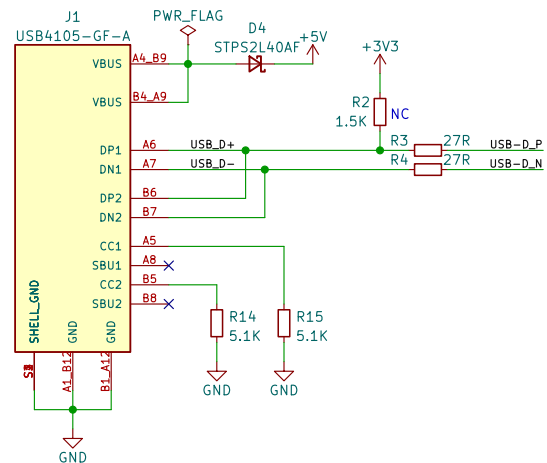 J1
USB4105-GF-A
PWR_FLAG
D4
STPS2L40AF
+5V
+3V3
VBUS
A4_B9
VBUS
B4_A9
R2
1.5K
NC
DP1
A6
USB_D+
R3
27R
USB-D_P
DN1
A7
USB_D-
R4
27R
USB-D_N
DP2
B6
DN2
B7
CC1
A5
SBU1
A8
CC2
B5
SBU2
B8
R14
5.1K
R15
5.1K
SHELL_GND
GND
GND
A1_B12
B1_A12
GND
GND
GND